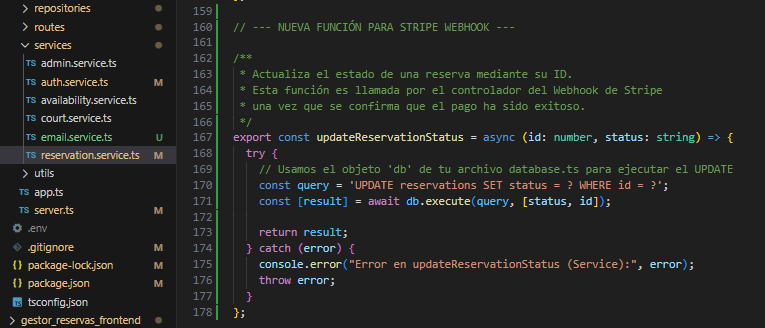 repositories
routes
services
TS admin.service.ts
TS auth.service.ts M
TS availability.service.ts
TS court.service.ts
TS email.service.ts U
TS reservation.service.ts M
utils
TS app.ts
TS server.ts M
.env
.gitignore M
{} package-lock.json M
{} package.json M
tsconfig.json
gestor_reservas_frontend
159
160 // --- NUEVA FUNCIÓN PARA STRIPE WEBHOOK ---
161
162 /**
163  * Actualiza el estado de una reserva mediante su ID.
164  * Esta función es llamada por el controlador del Webhook de Stripe
165  * una vez que se confirma que el pago ha sido exitoso.
166  */
167 export const updateReservationStatus = async (id: number, status: string) => {
168   try {
169     // Usamos el objeto 'db' de tu archivo database.ts para ejecutar el UPDATE
170     const query = 'UPDATE reservations SET status = ? WHERE id = ?';
171     const [result] = await db.execute(query, [status, id]);
172
173     return result;
174   } catch (error) {
175     console.error("Error en updateReservationStatus (Service):", error);
176     throw error;
177   }
178 };